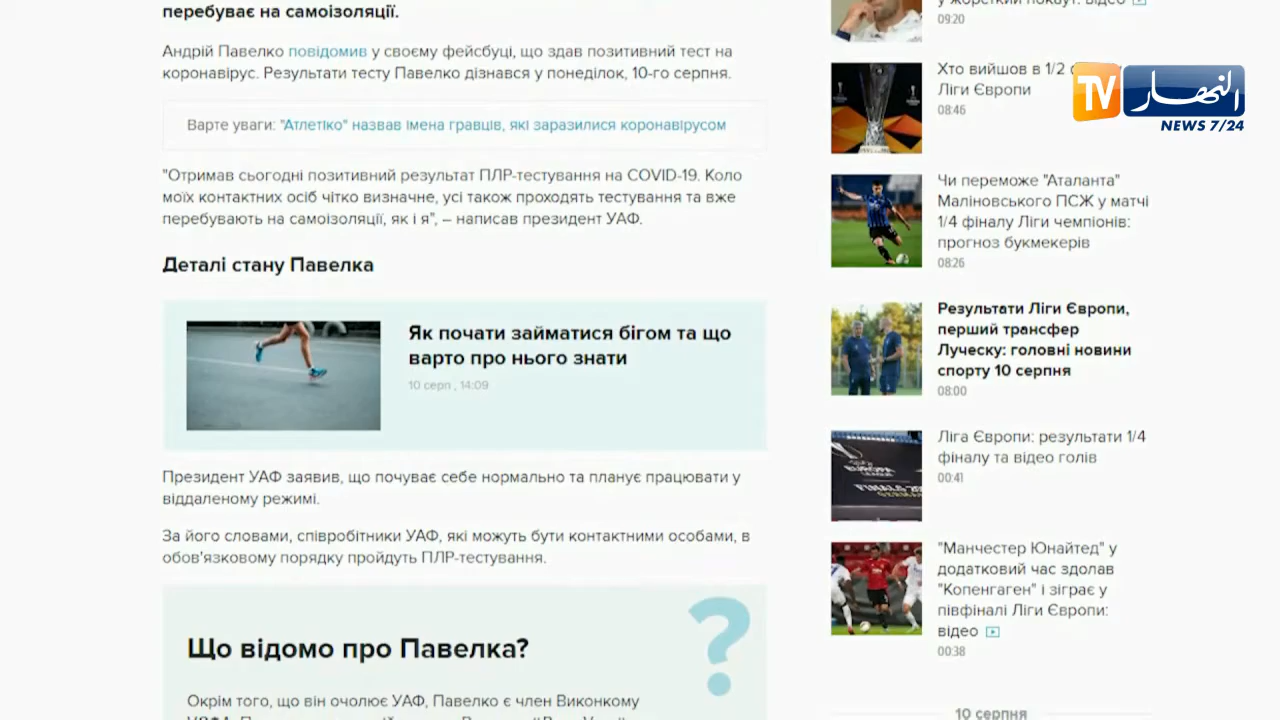 перебуває на самоізоляції.
Андрій Павелко повідомив у своєму фейсбуці, що здав позитивний тест на
коронавірус. Результати тесту Павелко дізнався у понеділок, 10-го серпня.
Варте уваги: "Атлетіко" назвав імена гравців, які заразилися коронавірусом
"Отримав сьогодні позитивний результат ПЛР-тестування на COVID-19. Коло
моїх контактних осіб чітко визначне, усі також проходять тестування та вже
перебувають на самоізоляції, як і я", – написав президент УАФ.
Деталі стану Павелка
Як почати займатися бігом та що
варто про нього знати
10 серп , 14:09
Президент УАФ заявив, що почуває себе нормально та планує працювати у
віддаленому режимі.
За його словами, співробітники УАФ, які можуть бути контактними особами, в
обов'язковому порядку пройдуть ПЛР-тестування.
Що відомо про Павелка?
?
Окрім того, що він очолює УАФ, Павелко є член Виконкому
у жорсткий нокаут: відео
09:20
Хто вийшов в 1/2
Ліги Європи
08:46
Чи переможе "Аталанта"
Маліновського ПСЖ у матчі
1/4 фіналу Ліги чемпіонів:
прогноз букмекерів
08:26
Результати Ліги Європи,
перший трансфер
Луческу: головні новини
спорту 10 серпня
08:00
Ліга Європи: результати 1/4
фіналу та відео голів
00:41
"Манчестер Юнайтед" у
додатковий час здолав
"Копенгаген" і зіграє у
півфіналі Ліги Європи:
відео
00:38
10 серпня
TV النهار
NEWS 7/24